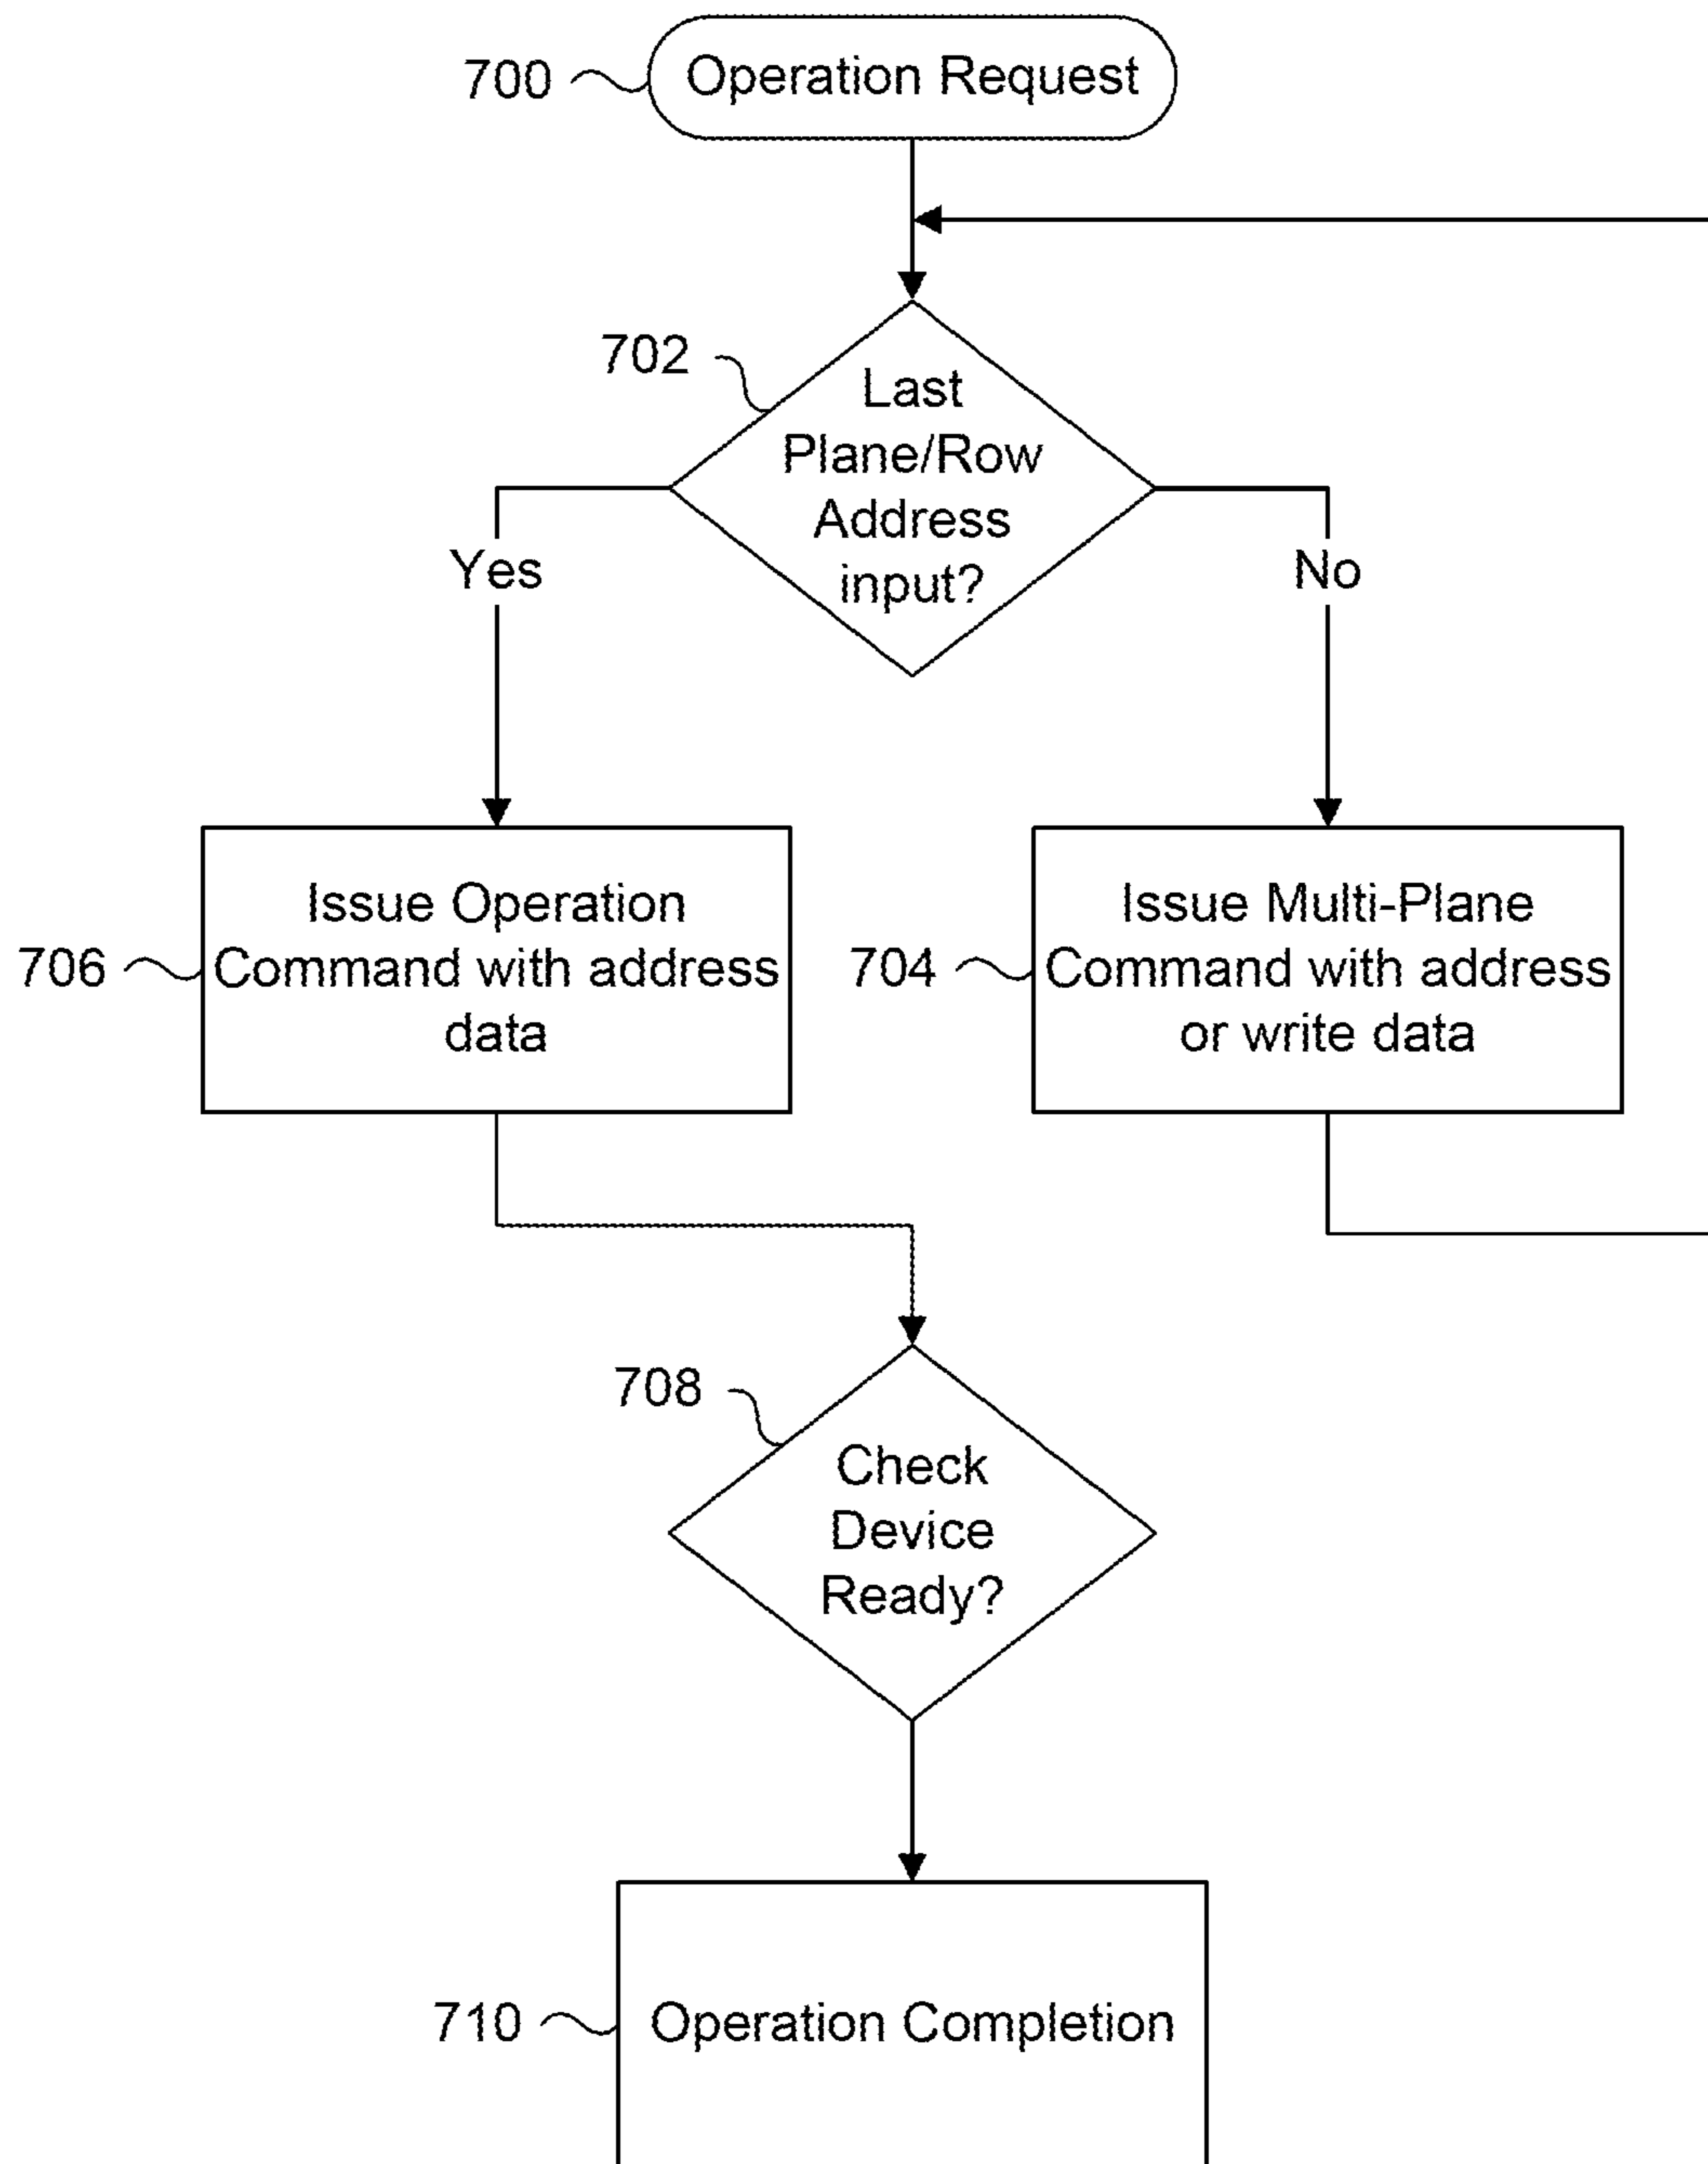 700
Operation Request
702
Last
Plane/Row
Address
input?
Yes
No
706
Issue Operation
Command with address
data
704
Issue Multi-Plane
Command with address
or write data
708
Check
Device
Ready?
710
Operation Completion